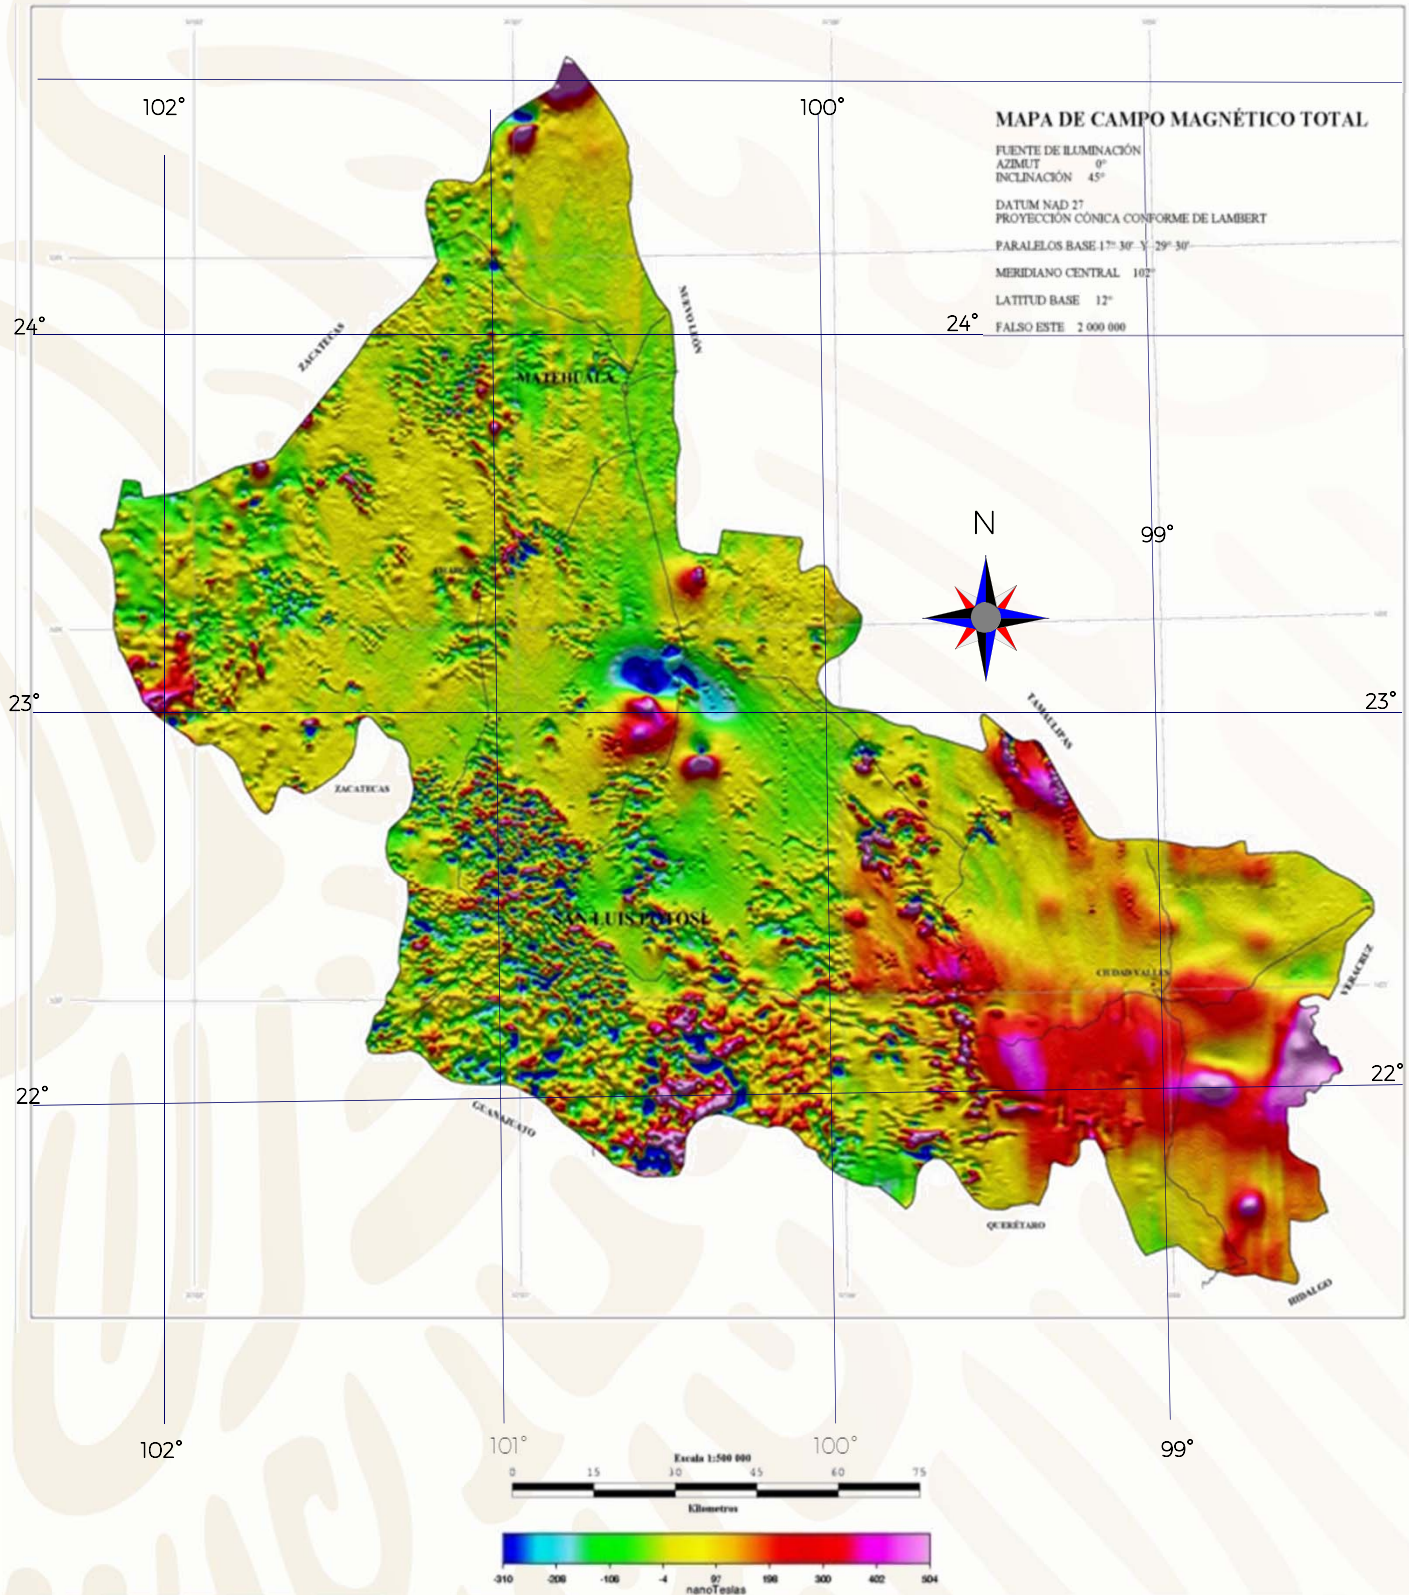 102°
100°
MAPA DE CAMPO MAGNÉTICO TOTAL
FUENTE DE ILUMINACIÓN
AZIMUT 0°
INCLINACIÓN 45°
DATUM NAD 27
PROYECCIÓN CÓNICA CONFORME DE LAMBERT
PARALELOS BASE 17° 30' Y 29° 30'
MERIDIANO CENTRAL 102°
LATITUD BASE 12°
FALSO ESTE 2 000 000
24°
24°
ZACATECAS
NUEVO LEÓN
MATEHUALA
N
99°
23°
23°
TAMAULIPAS
ZACATECAS
SAN LUIS POTOSÍ
CIUDAD VALLES
VERACRUZ
22°
22°
GUANAJUATO
QUERÉTARO
HIDALGO
102°
101°
100°
99°
Escala 1:500 000
0 15 30 45 60 75
Kilometros
-310 -208 -106 -4 97 198 300 402 504
nanoTeslas